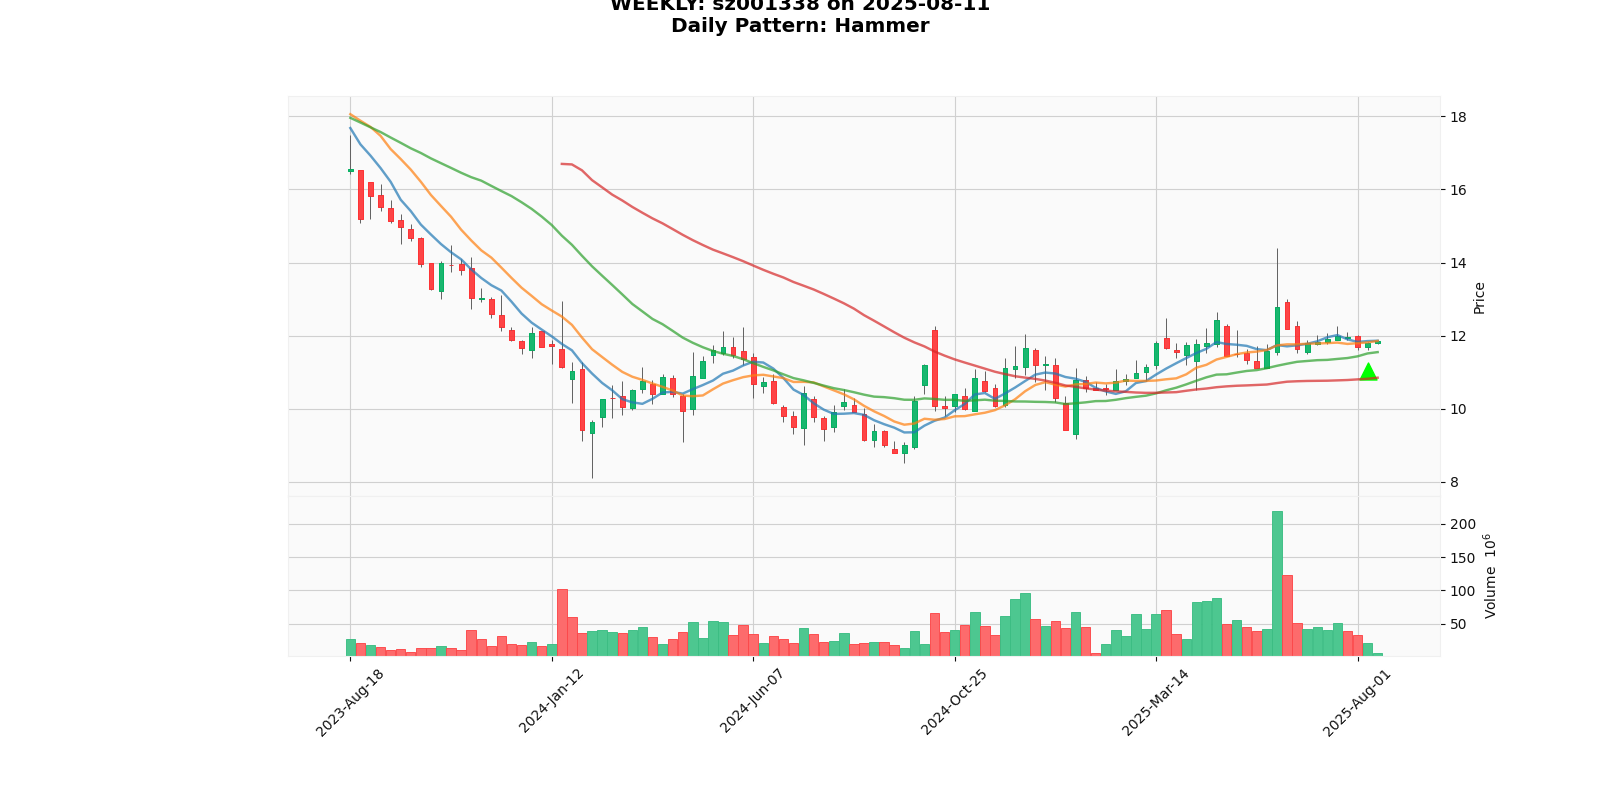 WEEKLY: sz001338 on 2025-08-11
Daily Pattern: Hammer
18
16
14
12
10
8
Price
200
150
100
50
Volume 10^6
2023-Aug-18
2024-Jan-12
2024-Jun-07
2024-Oct-25
2025-Mar-14
2025-Aug-01